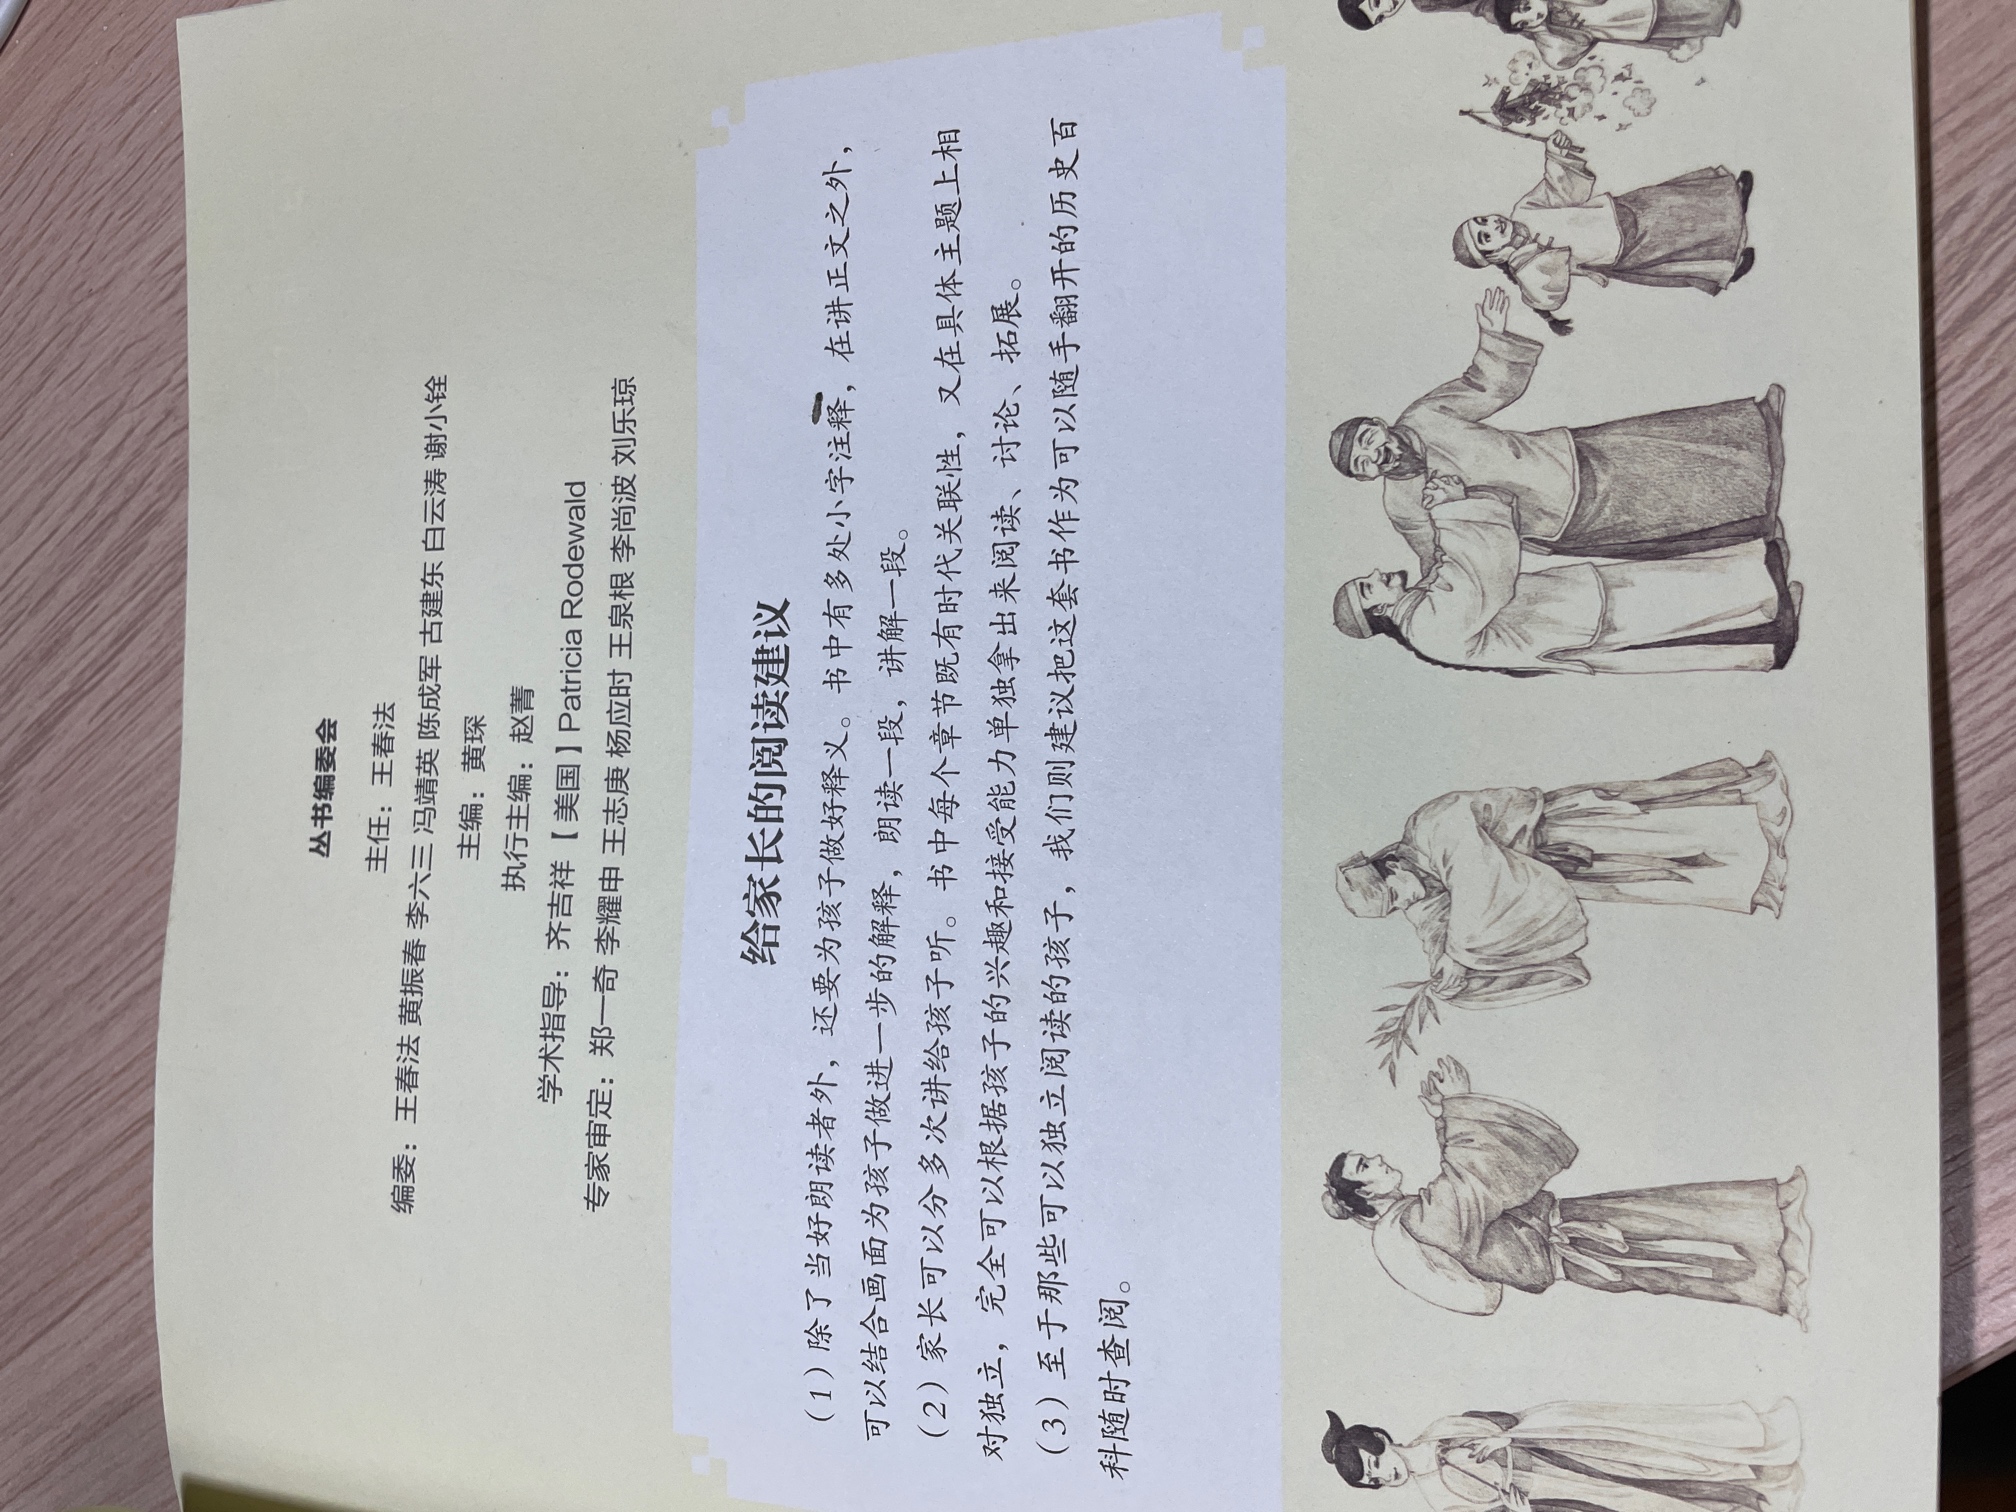 丛书编委会
主任：王春法
编委：王春法 黄振春 李六三 冯靖英 陈成军 古建东 白云涛 谢小铨
主编：黄琛
执行主编：赵菁
学术指导：齐吉祥 【美国】Patricia Rodewald
专家审定：郑一奇 李耀申 王志庚 杨应时 王泉根 李尚波 刘乐琼
给家长的阅读建议
（1）除了当好朗读者外，还要为孩子做好释义。书中有多处小字注释，在讲正文之外，
可以结合画面为孩子做进一步的解释，朗读一段，讲解一段。
（2）家长可以分多次讲给孩子听。书中每个章节既有时代关联性，又在具体主题上相
对独立，完全可以根据孩子的兴趣和接受能力单独拿出来阅读、讨论、拓展。
（3）至于那些可以独立阅读的孩子，我们则建议把这套书作为可以随手翻开的历史百
科随时查阅。